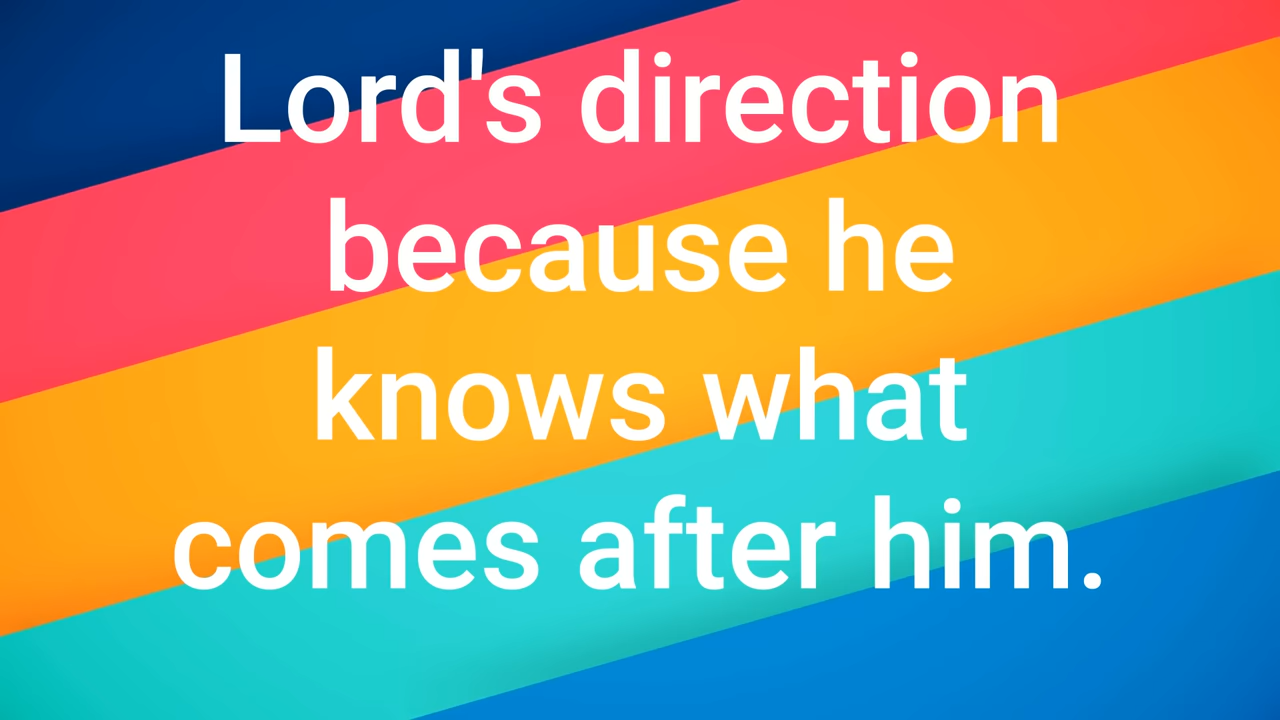 Lord's direction
because he
knows what
comes after him.